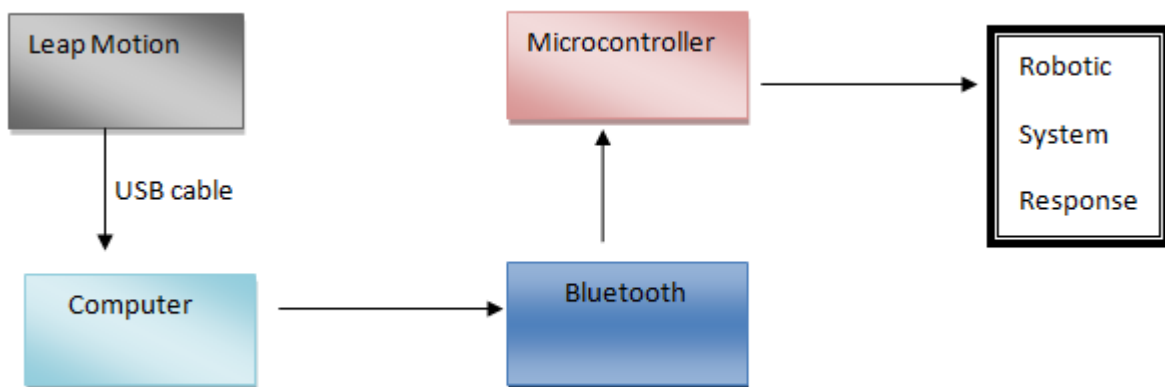 Leap Motion
USB cable
Computer
Bluetooth
Microcontroller
Robotic
System
Response